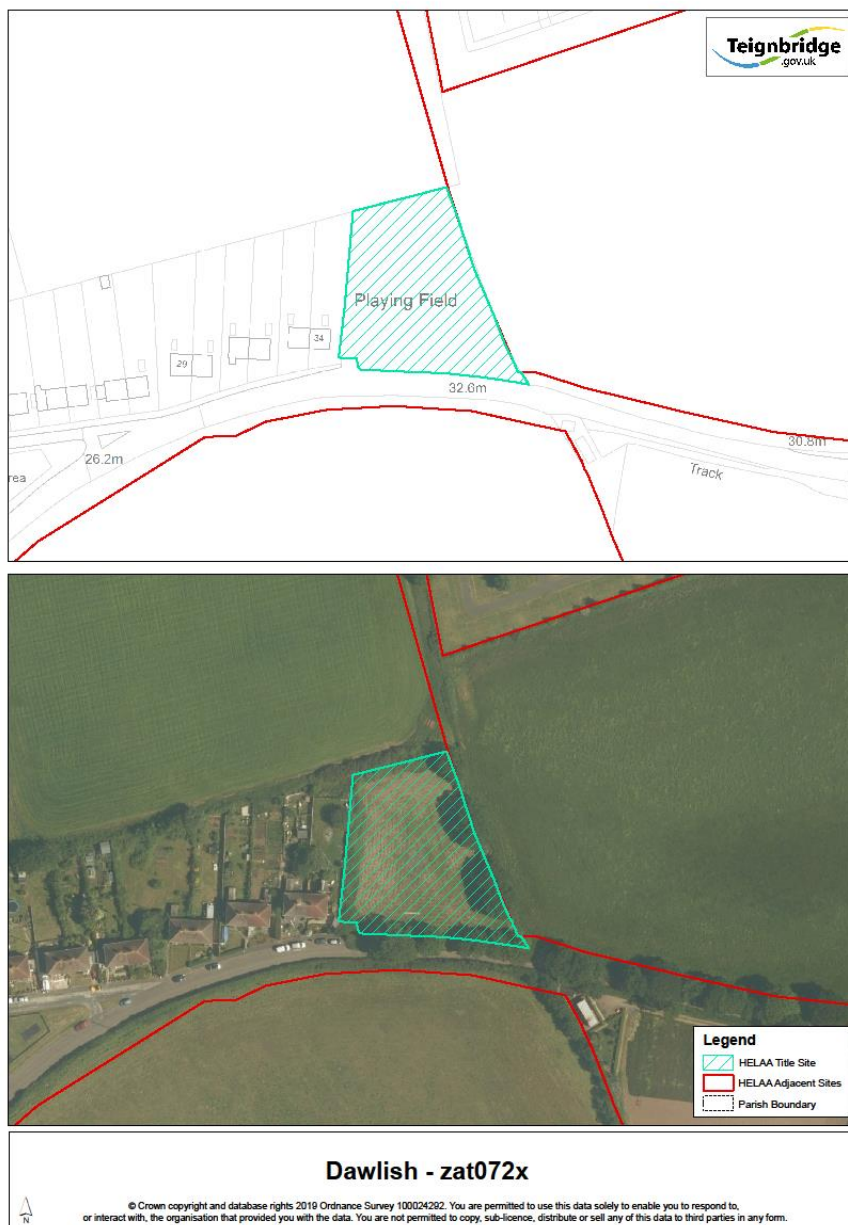 Teignbridge
.gov.uk
Playing Field
34
29
32.6m
30.8m
26.2m
rea
Track
Legend
HELAA Title Site
HELAA Adjacent Sites
Parish Boundary
Dawlish - zat072x
N
© Crown copyright and database rights 2019 Ordnance Survey 100024292. You are permitted to use this data solely to enable you to respond to,
or interact with, the organisation that provided you with the data. You are not permitted to copy, sub-licence, distribute or sell any of this data to third parties in any form.